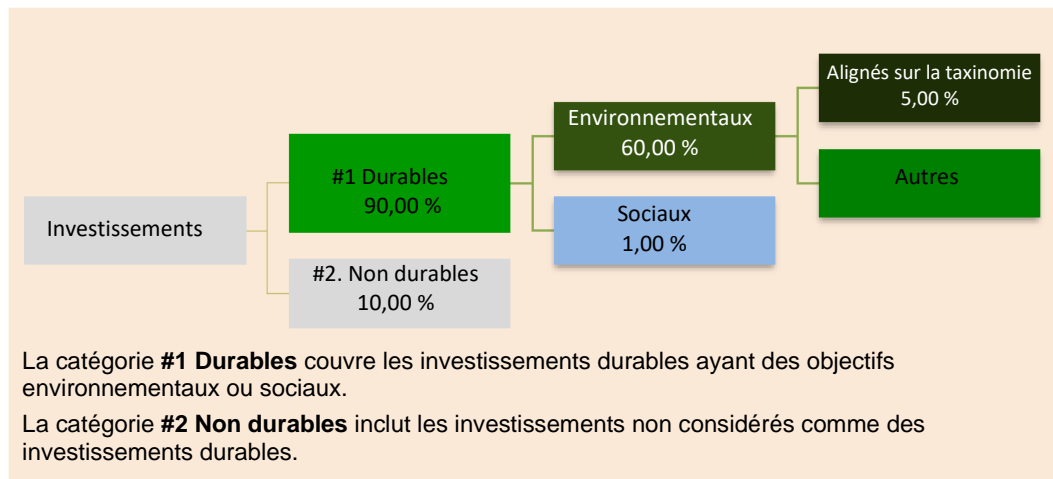 Investissements
#1 Durables
90,00 %
#2. Non durables
10,00 %
Environnementaux
60,00 %
Sociaux
1,00 %
Alignés sur la taxinomie
5,00 %
Autres
La catégorie #1 Durables couvre les investissements durables ayant des objectifs
environnementaux ou sociaux.
La catégorie #2 Non durables inclut les investissements non considérés comme des
investissements durables.